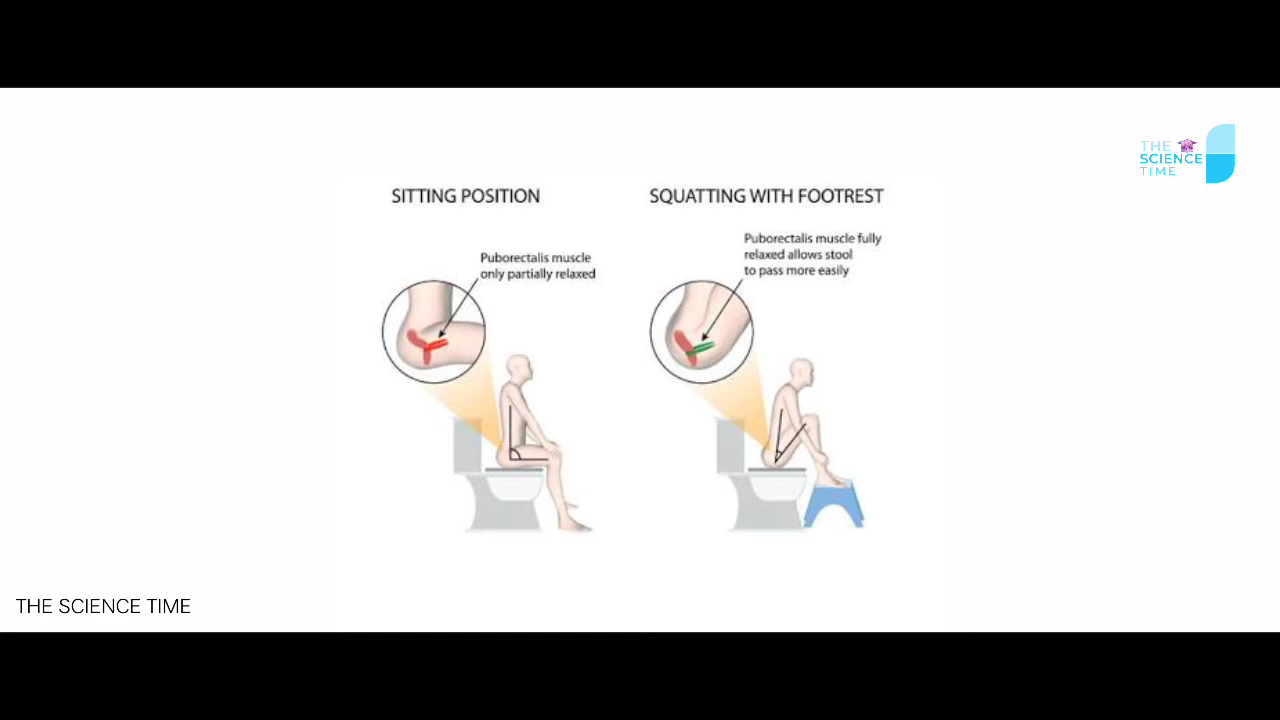 THE
SCIENCE
TIME
SITTING POSITION
SQUATTING WITH FOOTREST
Puborectalis muscle
only partially relaxed
Puborectalis muscle fully
relaxed allows stool
to pass more easily
THE SCIENCE TIME